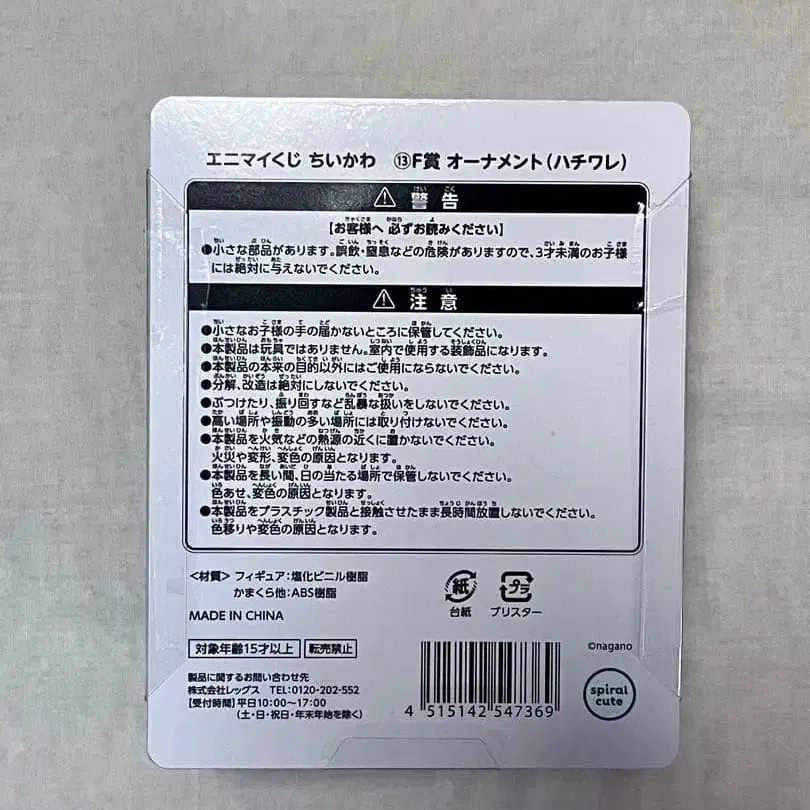 エニマイくじ ちいかわ ⑬F賞 オーナメント(ハチワレ)
⚠ 警告
【お客様へ 必ずお読みください】
●小さな部品があります。誤飲・窒息などの危険がありますので、3才未満のお子様
には絶対に与えないでください。
⚠ 注意
●小さなお子様の手の届かないところに保管してください。
●本製品は玩具ではありません。室内で使用する装飾品になります。
●本製品の本来の目的以外にはご使用にならないでください。
●分解、改造は絶対にしないでください。
●ぶつけたり、振り回すなど乱暴な扱いをしないでください。
●高い場所や振動の多い場所には取り付けないでください。
●本製品を火気などの熱源の近くに置かないでください。
火災や変形、変色の原因となります。
●本製品を長い間、日の当たる場所で保管しないでください。
色あせ、変色の原因となります。
●本製品をプラスチック製品と接触させたまま長時間放置しないでください。
色移りや変色の原因となります。
<材質> フィギュア:塩化ビニル樹脂
かまくら他:ABS樹脂
MADE IN CHINA
紙 プラ
台紙 ブリスター
対象年齢15才以上 転売禁止
©nagano
製品に関するお問い合わせ先
株式会社レッグス TEL:0120-202-552
【受付時間】平日10:00〜17:00
(土・日・祝日・年末年始を除く)
4 515142 547369
spiral
cute